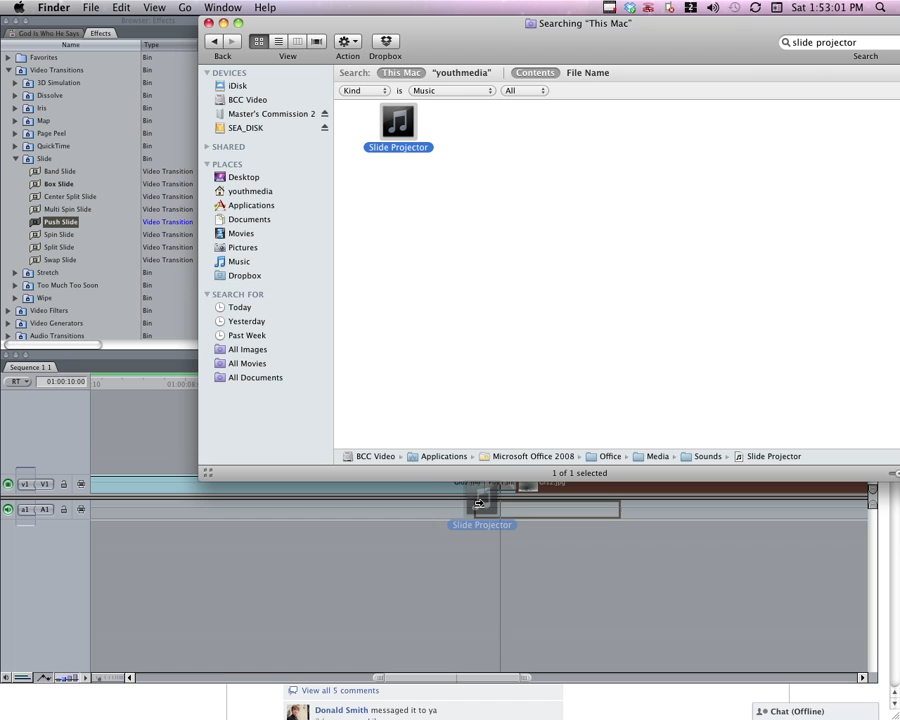 Finder File Edit View Go Window Help
Sat 1:53:01 PM
Browser: Effects
God Is Who He Says
Effects
Name Type
Favorites Bin
Video Transitions Bin
3D Simulation Bin
Dissolve Bin
Iris Bin
Map Bin
Page Peel Bin
QuickTime Bin
Slide Bin
Band Slide Video Transition
Box Slide Video Transition
Center Split Slide Video Transition
Multi Spin Slide Video Transition
Push Slide Video Transition
Spin Slide Video Transition
Split Slide Video Transition
Swap Slide Video Transition
Stretch Bin
Too Much Too Soon Bin
Wipe Bin
Video Filters Bin
Video Generators Bin
Audio Transitions Bin
Searching “This Mac”
slide projector
Back View Action Dropbox Search
DEVICES
iDisk
BCC Video
Master's Commission 2
SEA_DISK
SHARED
PLACES
Desktop
youthmedia
Applications
Documents
Movies
Pictures
Music
Dropbox
SEARCH FOR
Today
Yesterday
Past Week
All Images
All Movies
All Documents
Search: This Mac “youthmedia” Contents File Name
Kind is Music All
Slide Projector
BCC Video Applications Microsoft Office 2008 Office Media Sounds Slide Projector
1 of 1 selected
Sequence 1 1
RT 01:00:10:00
v1 V1
a1 A1
Slide Projector
View all 5 comments
Donald Smith messaged it to ya
Chat (Offline)